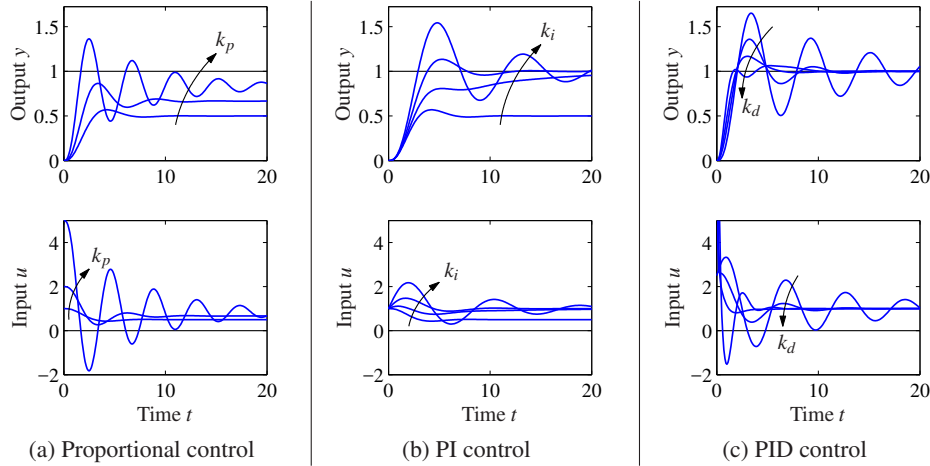 1.5
1
0.5
0
0 10 20
Output y
k_p
4
2
0
−2
0 10 20
Input u
k_p
Time t
(a) Proportional control
1.5
1
0.5
0
0 10 20
Output y
k_i
4
2
0
−2
0 10 20
Input u
k_i
Time t
(b) PI control
1.5
1
0.5
0
0 10 20
Output y
k_d
4
2
0
−2
0 10 20
Input u
k_d
Time t
(c) PID control